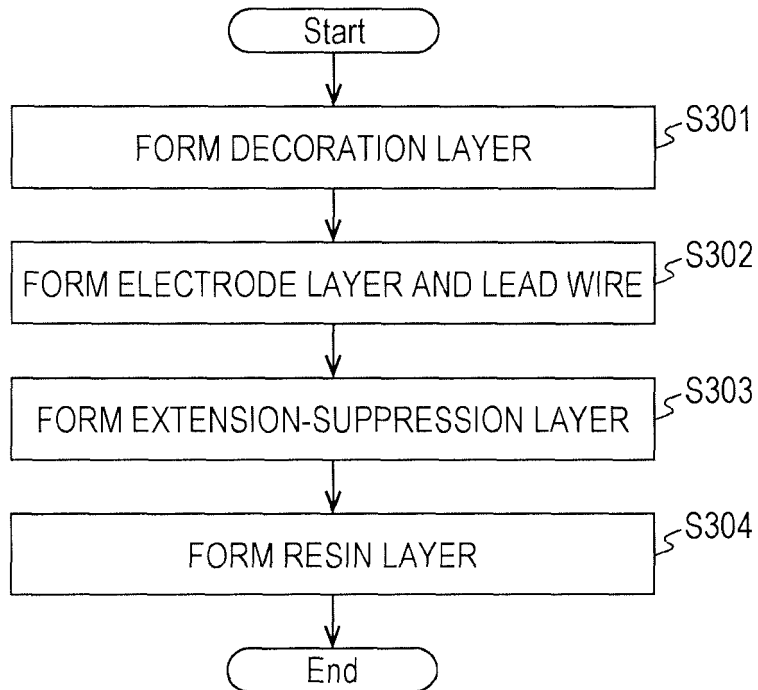 Start
FORM DECORATION LAYER
S301
FORM ELECTRODE LAYER AND LEAD WIRE
S302
FORM EXTENSION-SUPPRESSION LAYER
S303
FORM RESIN LAYER
S304
End